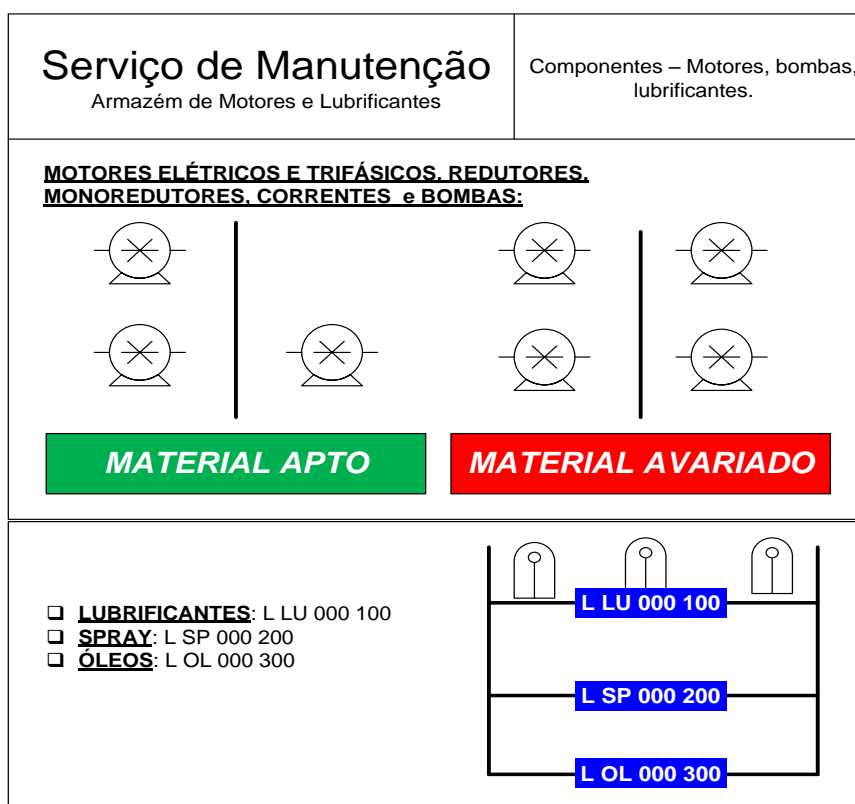 Serviço de Manutenção
Armazém de Motores e Lubrificantes
Componentes – Motores, bombas,
lubrificantes.
MOTORES ELÉTRICOS E TRIFÁSICOS, REDUTORES,
MONOREDUTORES, CORRENTES e BOMBAS:
MATERIAL APTO
MATERIAL AVARIADO
LUBRIFICANTES: L LU 000 100
SPRAY: L SP 000 200
ÓLEOS: L OL 000 300
L LU 000 100
L SP 000 200
L OL 000 300